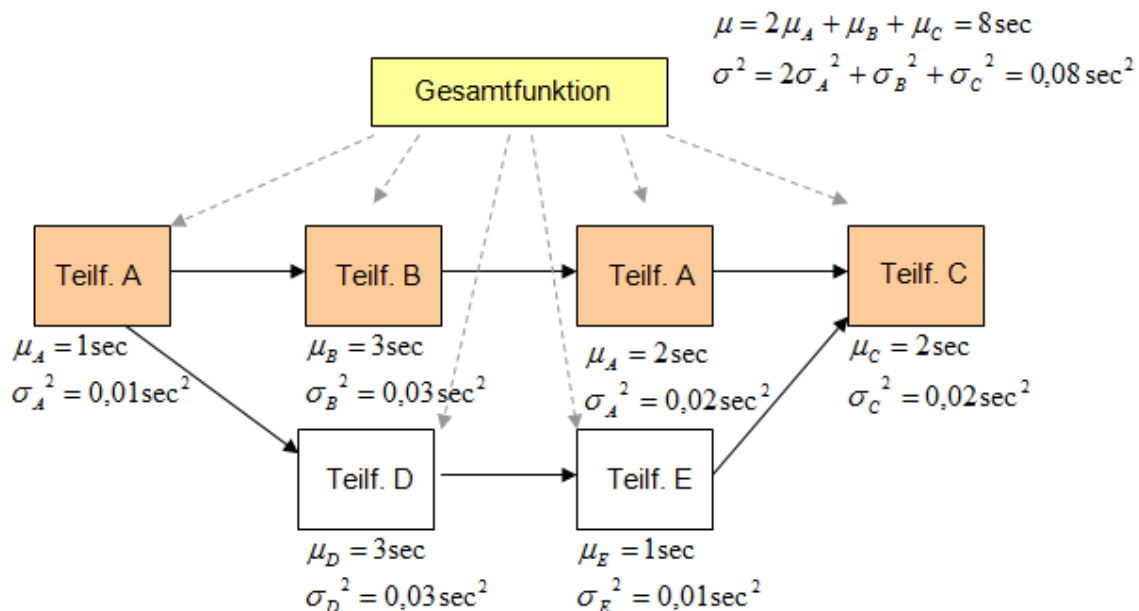 μ = 2μ_A + μ_B + μ_C = 8sec
σ² = 2σ_A² + σ_B² + σ_C² = 0,08 sec²
Gesamtfunktion
Teilf. A
Teilf. B
Teilf. A
Teilf. C
μ_A = 1sec
σ_A² = 0,01sec²
μ_B = 3sec
σ_B² = 0,03sec²
μ_A = 2sec
σ_A² = 0,02sec²
μ_C = 2sec
σ_C² = 0,02sec²
Teilf. D
Teilf. E
μ_D = 3sec
σ_D² = 0,03sec²
μ_E = 1sec
σ_E² = 0,01sec²